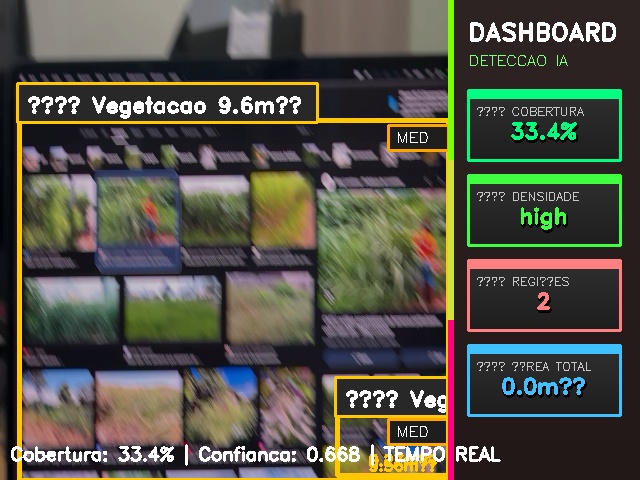 DASHBOARD
DETECCAO IA
???? Vegetacao 9.6m??
MED
???? COBERTURA
33.4%
???? DENSIDADE
high
???? REGI??ES
2
???? ??REA TOTAL
0.0m??
???? Veg
MED
Cobertura: 33.4% | Confianca: 0.668 | TEMPO REAL